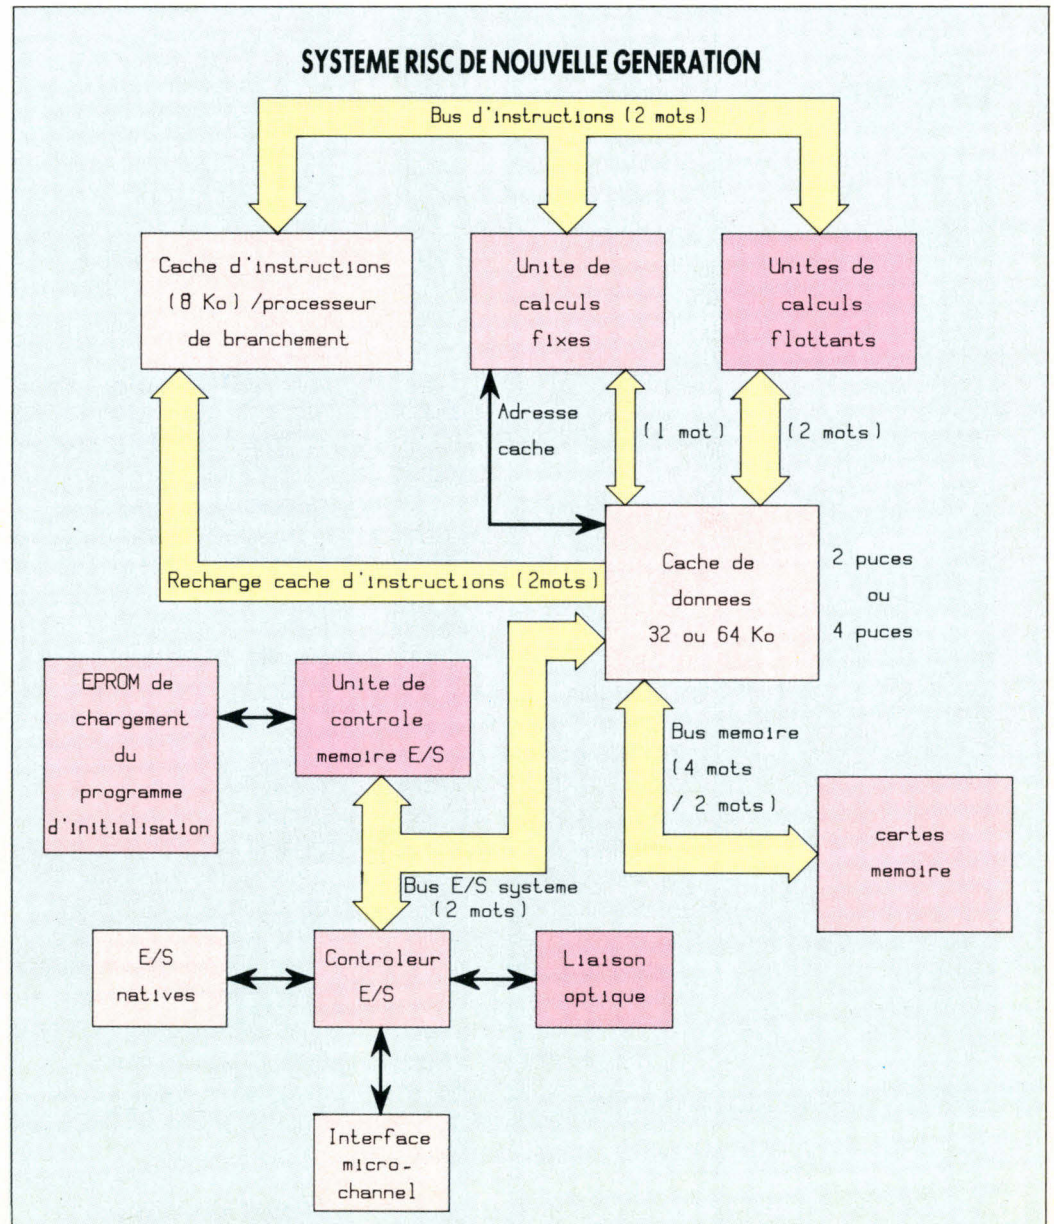 SYSTEME RISC DE NOUVELLE GENERATION
Bus d'instructions (2 mots)
Cache d'instructions
(8 Ko) /processeur
de branchement
Unite de
calculs
fixes
Unites de
calculs
flottants
Adresse
cache
(1 mot)
(2 mots)
Recharge cache d'instructions (2mots)
Cache de
donnees
32 ou 64 Ko
2 puces
ou
4 puces
EPROM de
chargement
du
programme
d'initialisation
Unite de
controle
memoire E/S
Bus memoire
(4 mots
/ 2 mots)
cartes
memoire
Bus E/S systeme
(2 mots)
E/S
natives
Controleur
E/S
Liaison
optique
Interface
micro-
channel